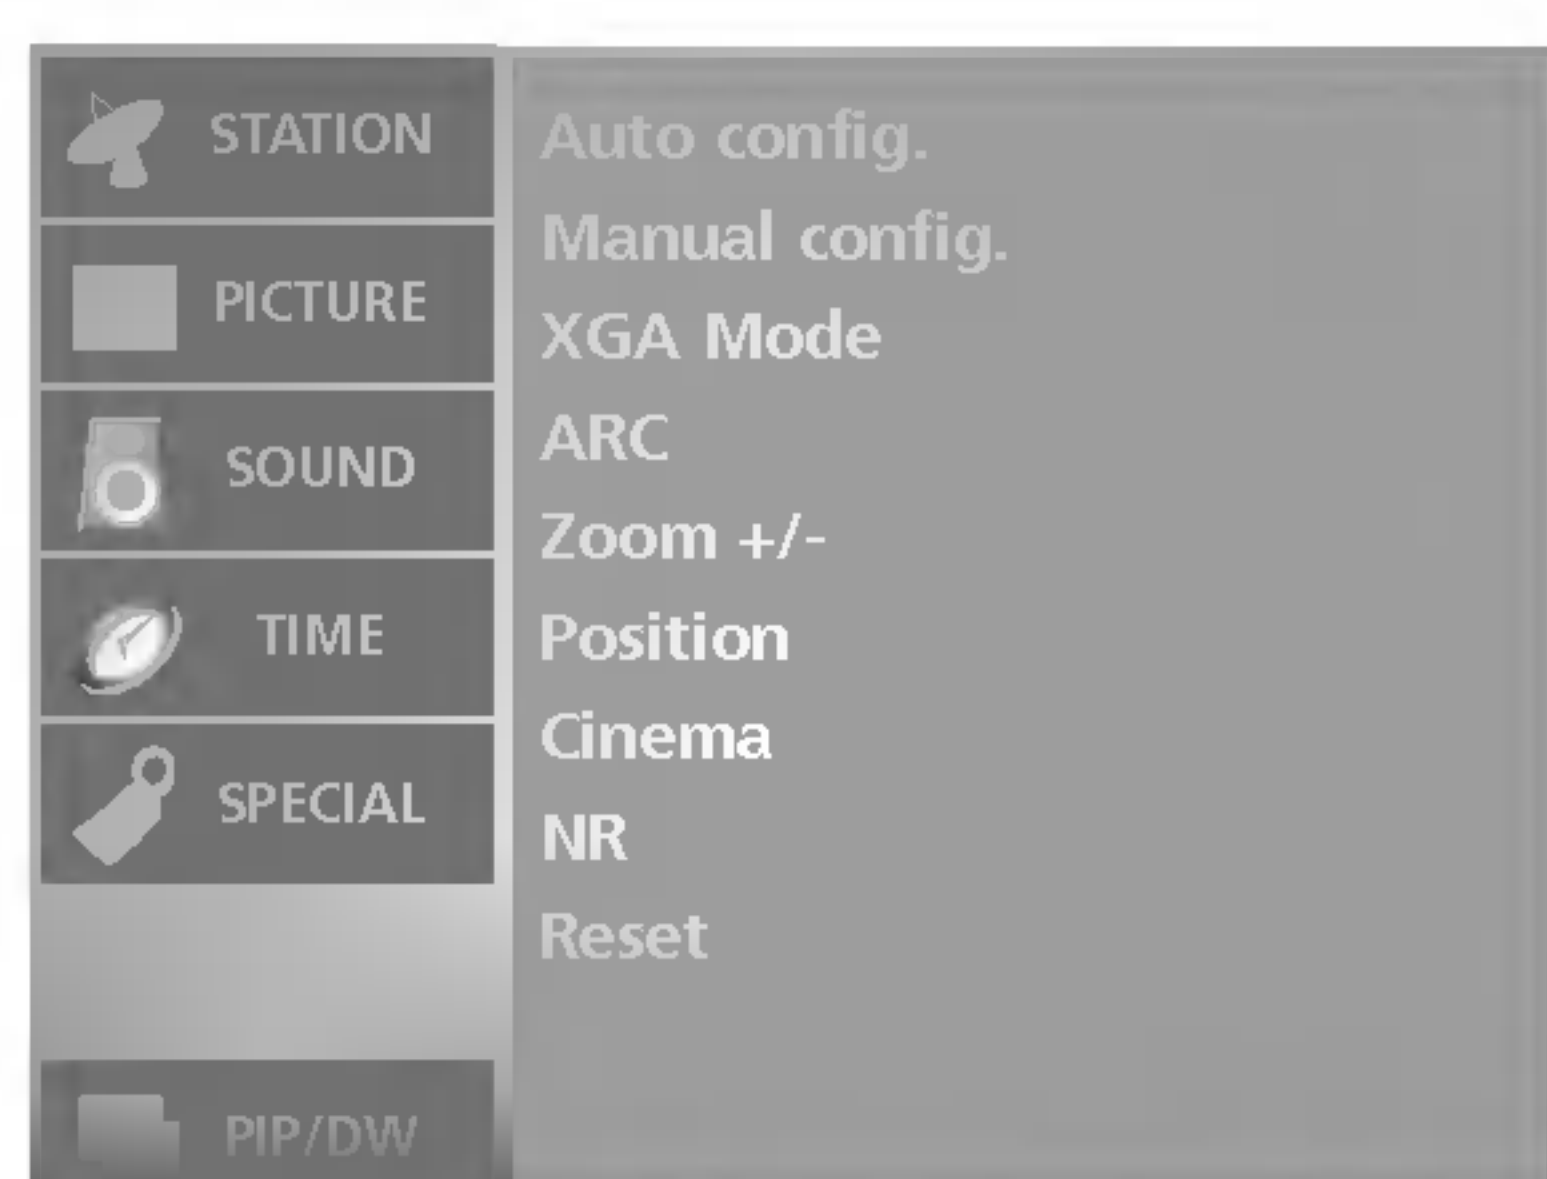 STATION
PICTURE
SOUND
TIME
SPECIAL
PIP/DW
Auto config.
Manual config.
XGA Mode
ARC
Zoom +/-
Position
Cinema
NR
Reset